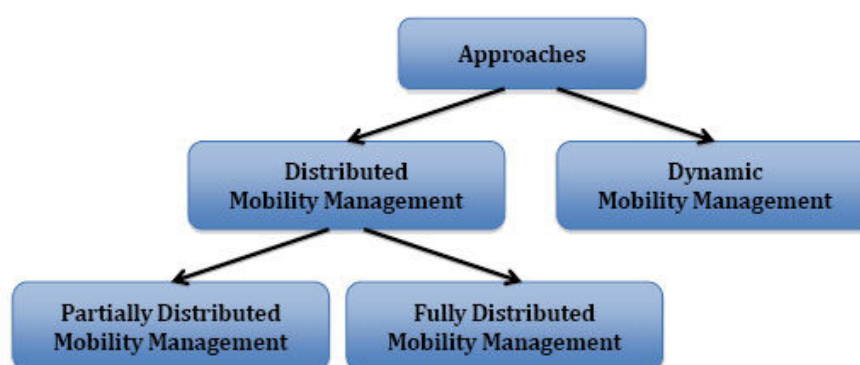 Approaches
Distributed
Mobility Management
Dynamic
Mobility Management
Partially Distributed
Mobility Management
Fully Distributed
Mobility Management